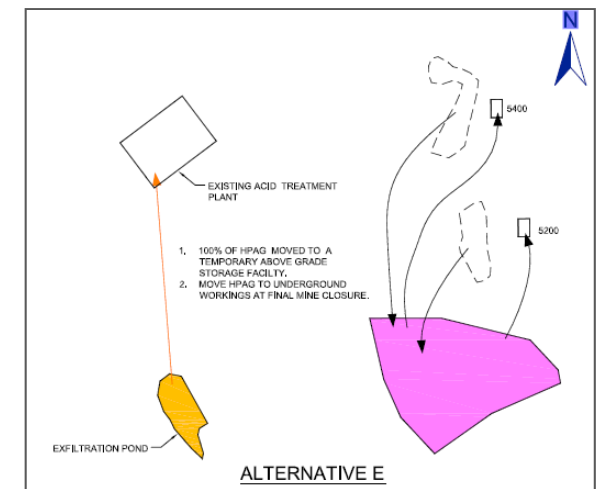 N
5400
EXISTING ACID TREATMENT
PLANT
5200
1. 100% OF HPAG MOVED TO A
TEMPORARY ABOVE GRADE
STORAGE FACILTY.
2. MOVE HPAG TO UNDERGROUND
WORKINGS AT FINAL MINE CLOSURE.
EXFILTRATION POND
ALTERNATIVE E